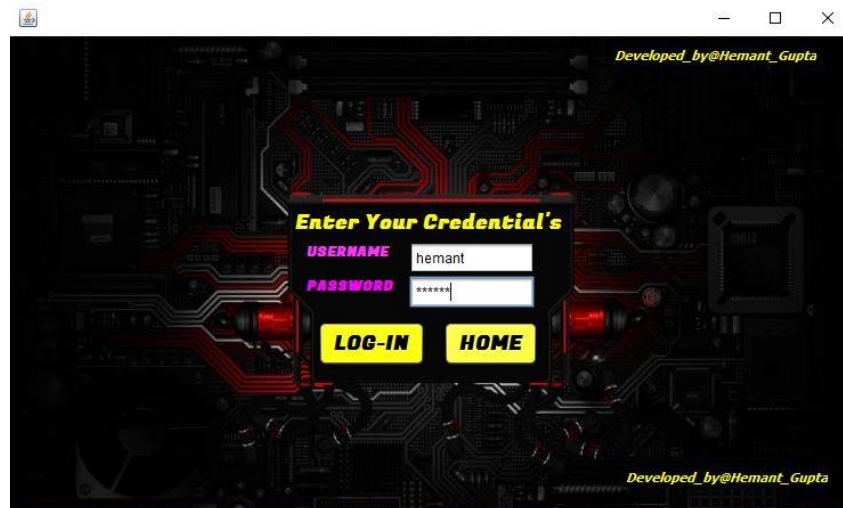 Developed_by@Hemant_Gupta
Enter Your Credential's
USERNAME
hemant
PASSWORD
******
LOG-IN
HOME
Developed_by@Hemant_Gupta